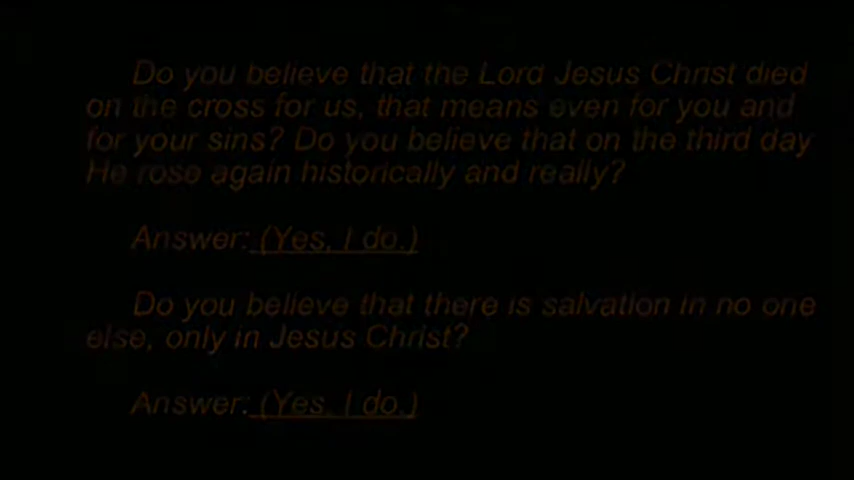 Do you believe that the Lord Jesus Christ died
on the cross for us, that means even for you and
for your sins? Do you believe that on the third day
He rose again historically and really?
Answer: (Yes, I do.)
Do you believe that there is salvation in no one
else, only in Jesus Christ?
Answer: (Yes, I do.)